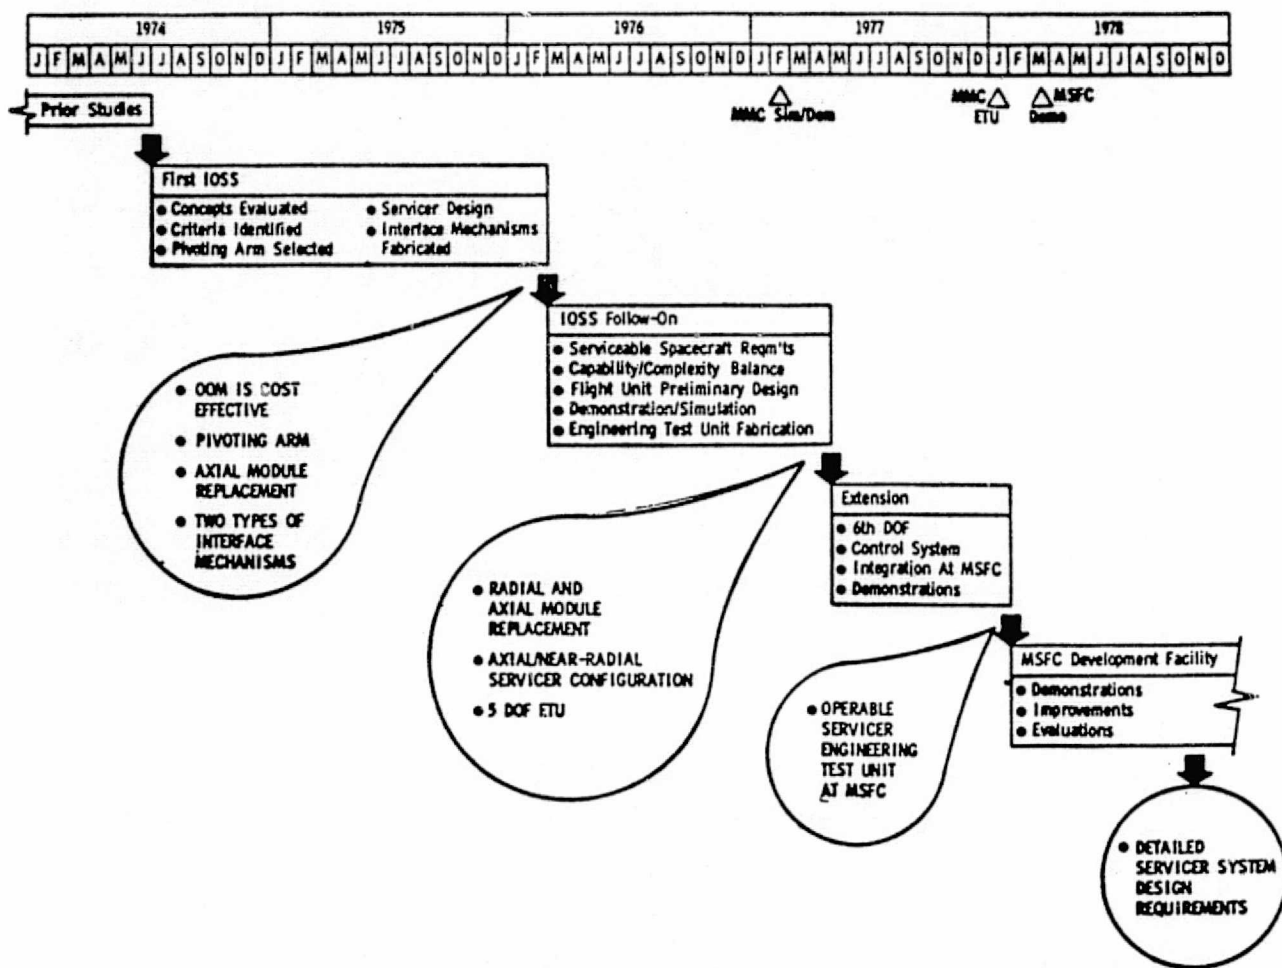 1974 1975 1976 1977 1978
J F M A M J J A S O N D J F M A M J J A S O N D J F M A M J J A S O N D J F M A M J J A S O N D J F M A M J J A S O N D
Prior Studies
MMC Sim/Dem
MMC
ETU
MSFC
Demo
First IOSS
● Concepts Evaluated
● Criteria Identified
● Pivoting Arm Selected
● Servicer Design
● Interface Mechanisms
Fabricated
● OOM IS COST
EFFECTIVE
● PIVOTING ARM
● AXIAL MODULE
REPLACEMENT
● TWO TYPES OF
INTERFACE
MECHANISMS
IOSS Follow-On
● Serviceable Spacecraft Reqm'ts
● Capability/Complexity Balance
● Flight Unit Preliminary Design
● Demonstration/Simulation
● Engineering Test Unit Fabrication
● RADIAL AND
AXIAL MODULE
REPLACEMENT
● AXIAL/NEAR-RADIAL
SERVICER CONFIGURATION
● 5 DOF ETU
Extension
● 6th DOF
● Control System
● Integration At MSFC
● Demonstrations
● OPERABLE
SERVICER
ENGINEERING
TEST UNIT
AT MSFC
MSFC Development Facility
● Demonstrations
● Improvements
● Evaluations
● DETAILED
SERVICER SYSTEM
DESIGN
REQUIREMENTS